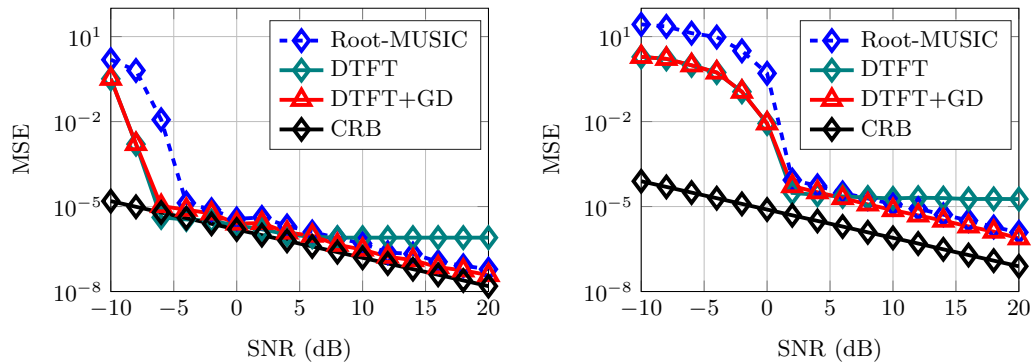 10^1
10^−2
10^−5
10^−8
MSE
−10 −5 0 5 10 15 20
SNR (dB)
Root-MUSIC
DTFT
DTFT+GD
CRB
10^1
10^−2
10^−5
10^−8
MSE
−10 −5 0 5 10 15 20
SNR (dB)
Root-MUSIC
DTFT
DTFT+GD
CRB